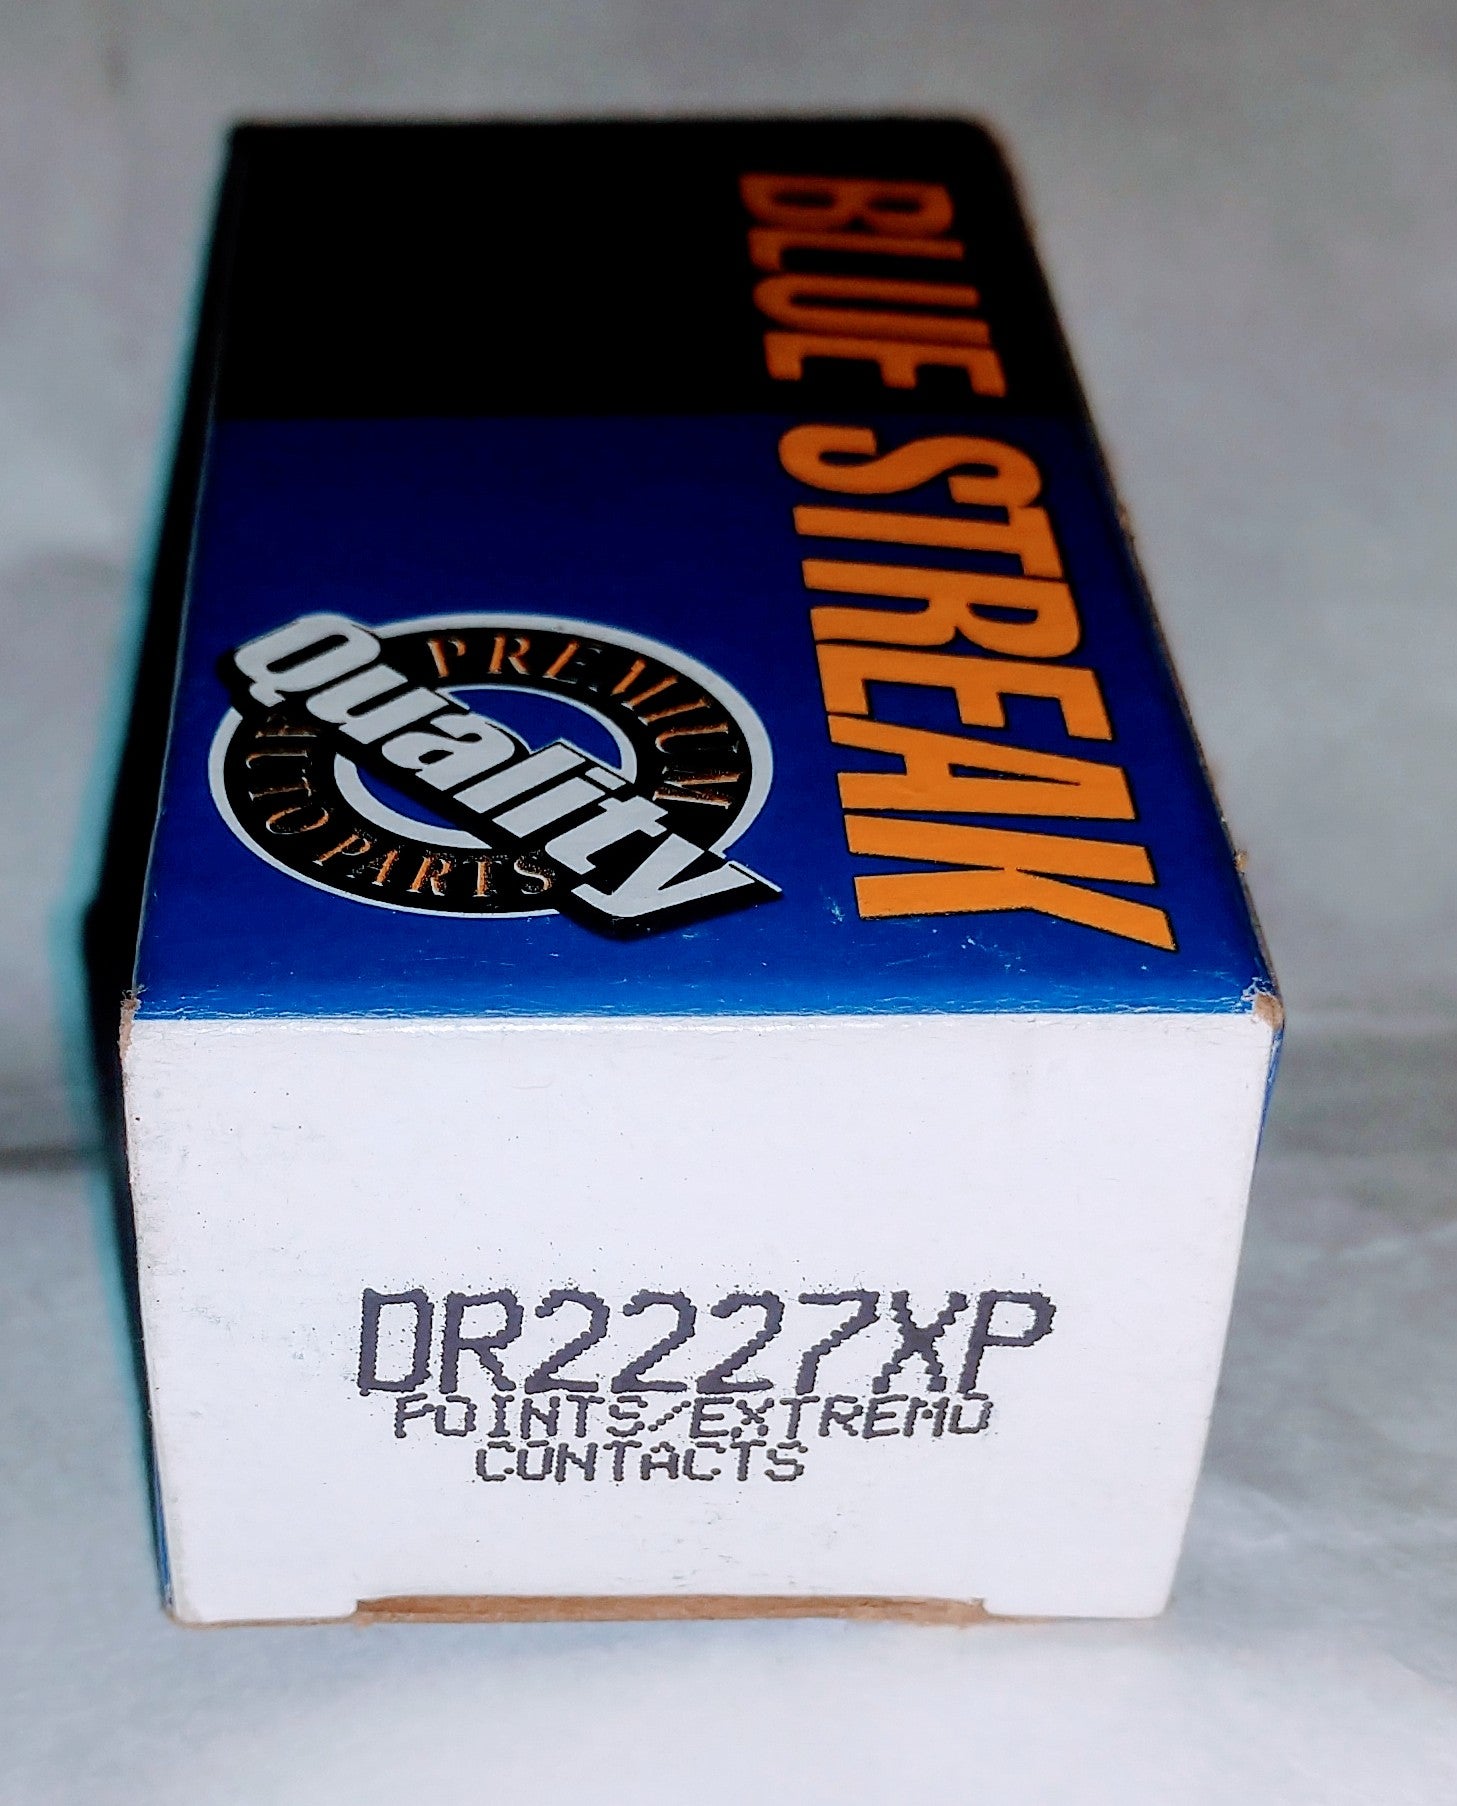 BLUE STREAK
PREMIUM
Quality
AUTO PARTS
DR2227XP
POINTS/EXTREMO
CONTACTS